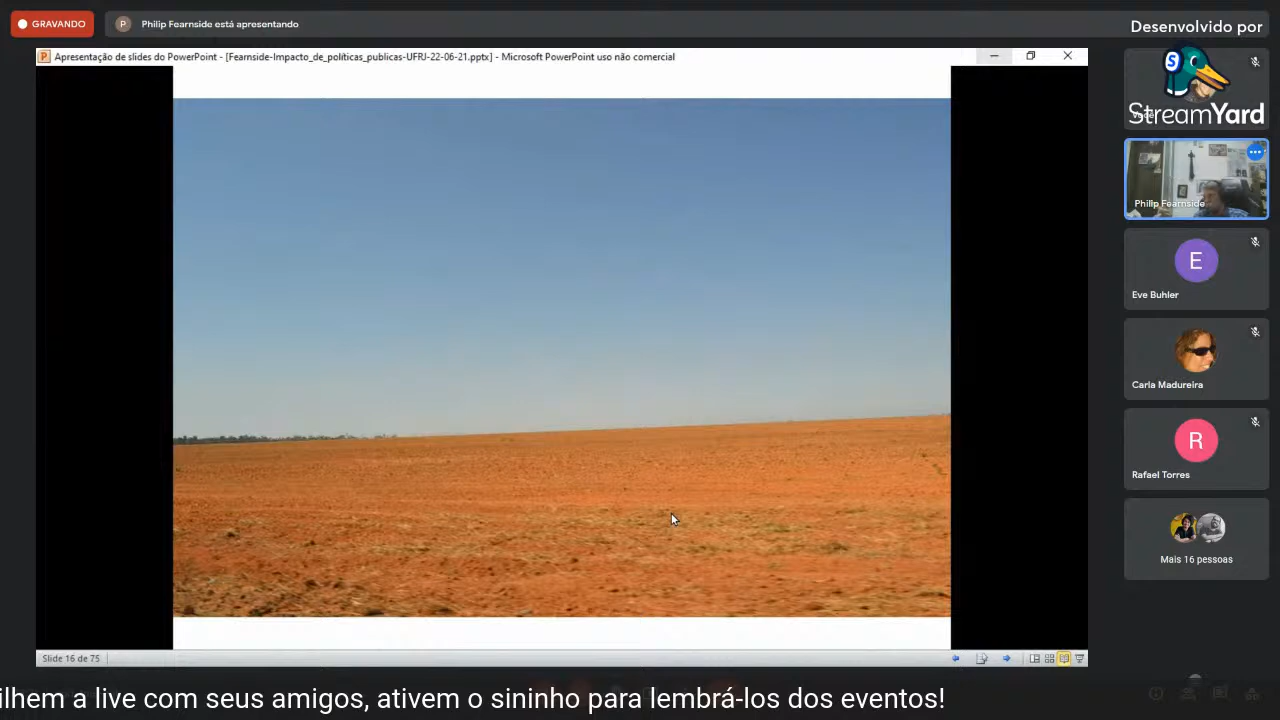 GRAVANDO
P
Philip Fearnside está apresentando
Desenvolvido por
Apresentação de slides do PowerPoint - [Fearnside-Impacto_de_políticas_publicas-UFRJ-22-06-21.pptx] - Microsoft PowerPoint uso não comercial
S
StreamYard
Philip Fearnside
E
Eve Buhler
Carla Madureira
R
Rafael Torres
Mais 16 pessoas
Slide 16 de 75
ilhem a live com seus amigos, ativem o sininho para lembrá-los dos eventos!